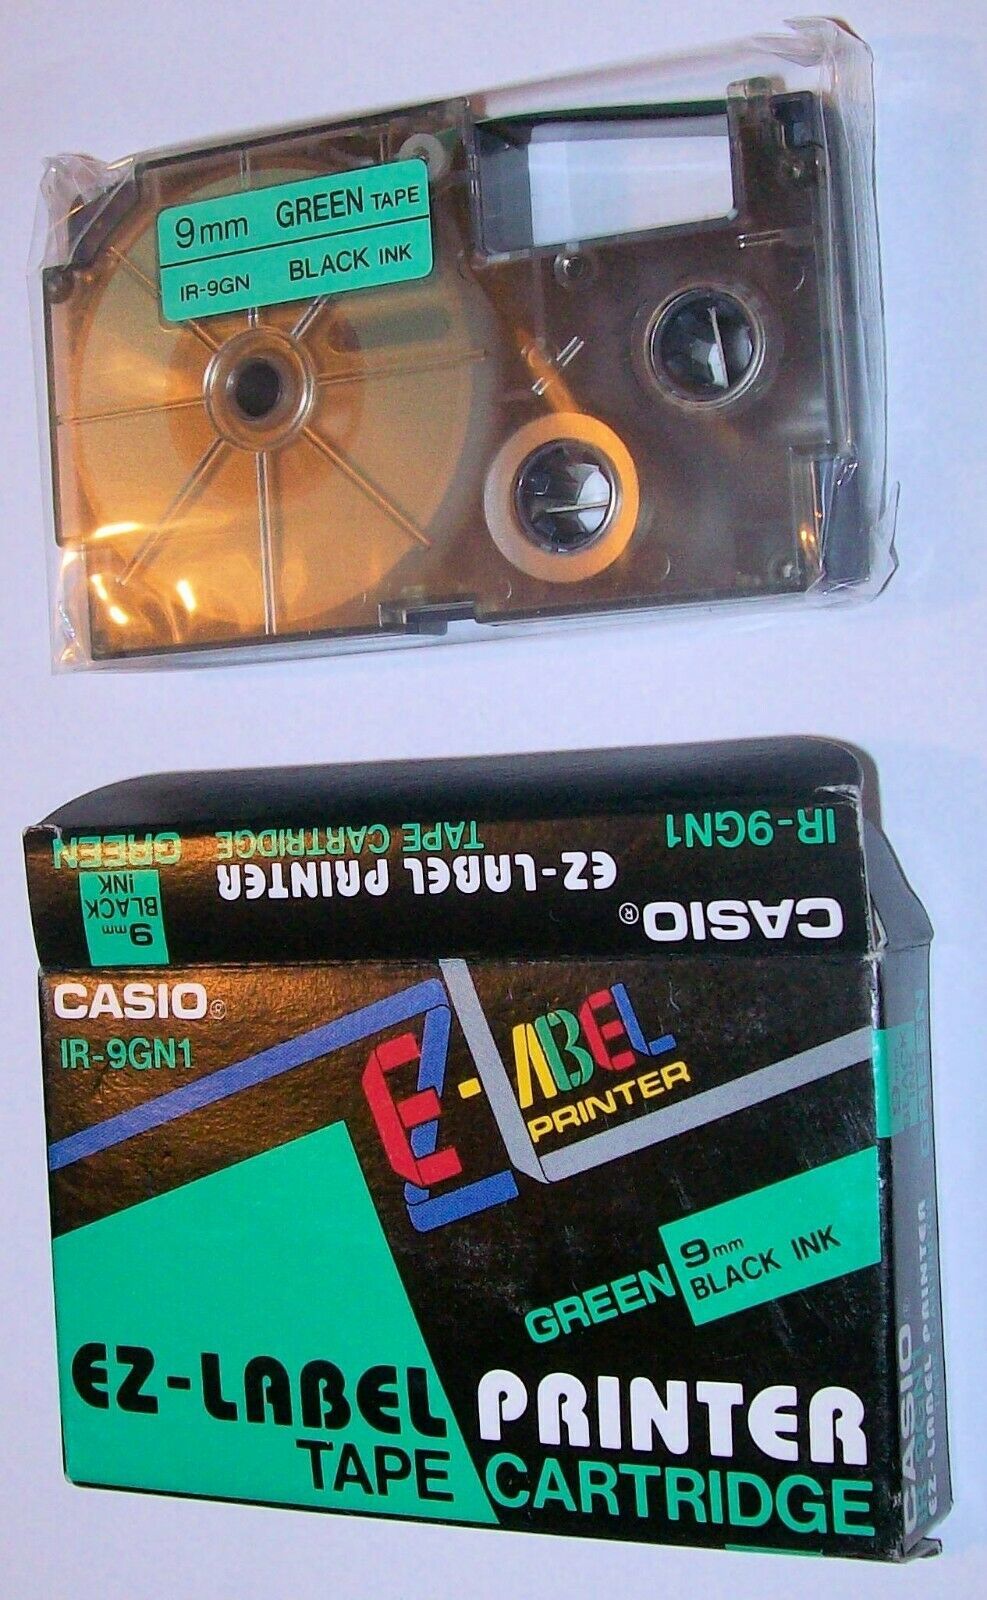 9mm GREEN TAPE
IR-9GN BLACK INK
GREEN
BLACK INK
9mm
EZ-LABEL PRINTER
TAPE CARTRIDGE
IR-9GN1
CASIO®
CASIO®
IR-9GN1
EZ-LABEL
PRINTER
GREEN
9mm
BLACK INK
EZ-LABEL PRINTER
TAPE CARTRIDGE
CASIO®
EZ-LABEL PRINTER
GREEN